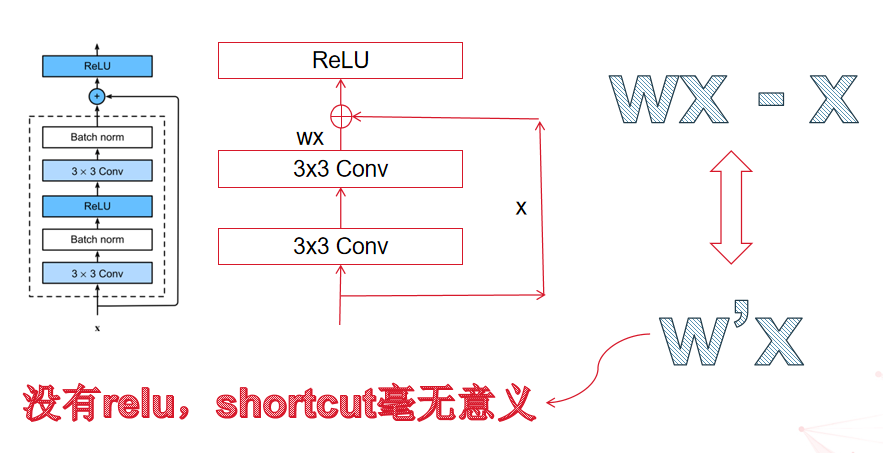 ReLU
+
Batch norm
3 × 3 Conv
ReLU
Batch norm
3 × 3 Conv
x
ReLU
wx
3x3 Conv
3x3 Conv
x
wx - x
w’x
没有relu，shortcut毫无意义